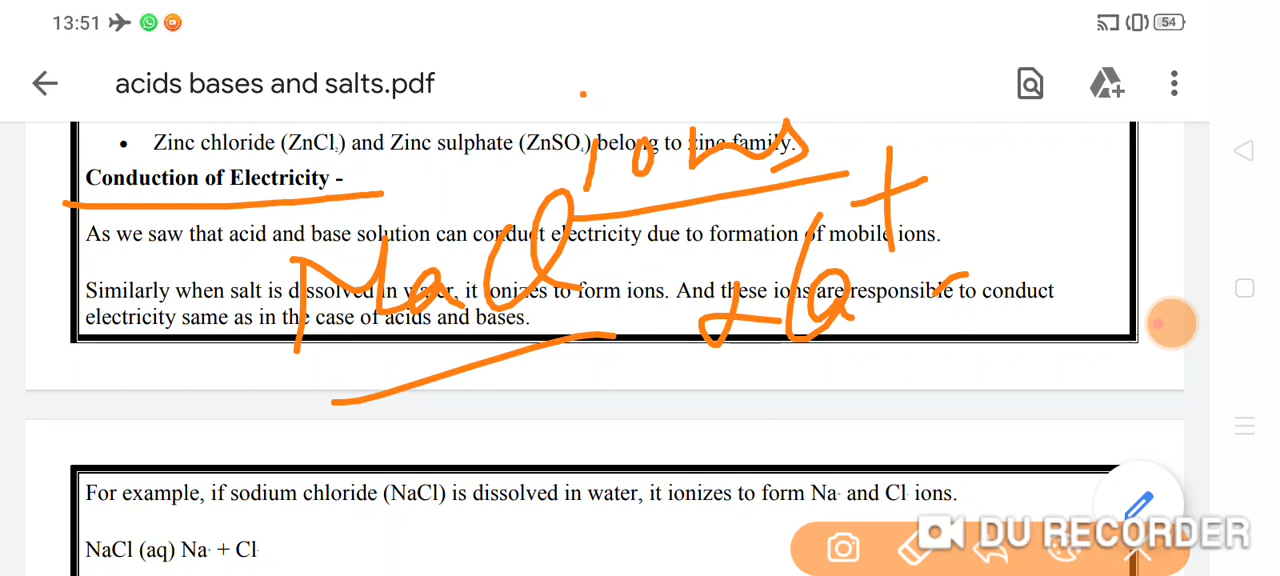 13:51 54
acids bases and salts.pdf
• Zinc chloride (ZnCl2) and Zinc sulphate (ZnSO4) belong to zinc family.
ions
Conduction of Electricity -
As we saw that acid and base solution can conduct electricity due to formation of mobile ions.
NaCl
Similarly when salt is dissolved in water, it ionizes to form ions. And these ions are responsible to conduct
electricity same as in the case of acids and bases.
For example, if sodium chloride (NaCl) is dissolved in water, it ionizes to form Na+ and Cl- ions.
DU RECORDER
NaCl (aq) Na+ + Cl-